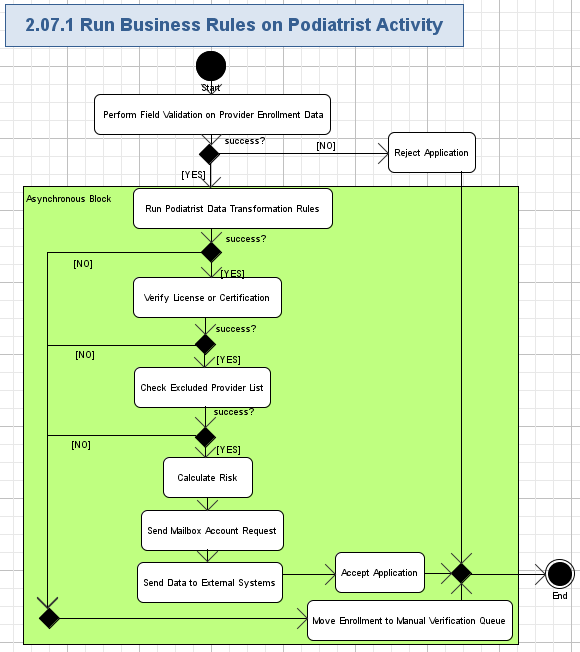 2.07.1 Run Business Rules on Podiatrist Activity
Start
Perform Field Validation on Provider Enrollment Data
success?
[NO]
Reject Application
[YES]
Asynchronous Block
Run Podiatrist Data Transformation Rules
success?
[NO]
[YES]
Verify License or Certification
success?
[NO]
[YES]
Check Excluded Provider List
success?
[NO]
[YES]
Calculate Risk
Send Mailbox Account Request
Send Data to External Systems
Accept Application
End
Move Enrollment to Manual Verification Queue